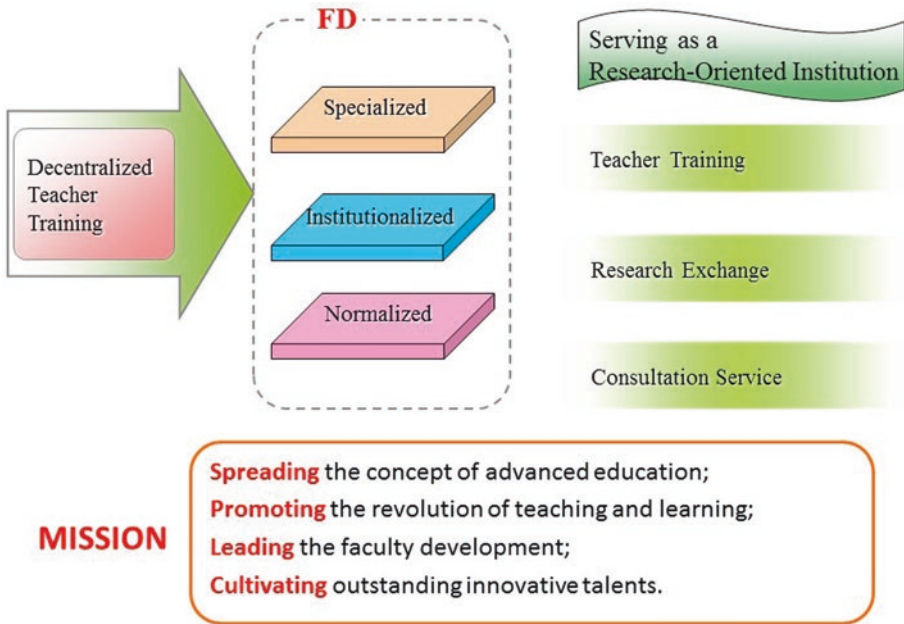 FD
Serving as a
Research-Oriented Institution
Specialized
Decentralized
Teacher
Training
Teacher Training
Institutionalized
Research Exchange
Normalized
Consultation Service
MISSION
Spreading the concept of advanced education;
Promoting the revolution of teaching and learning;
Leading the faculty development;
Cultivating outstanding innovative talents.